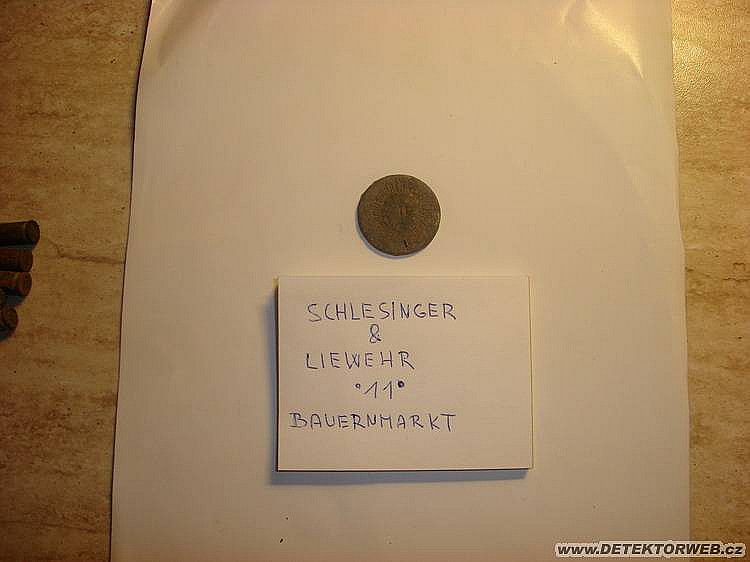 SCHLESINGER
&
LIEWEHR
°11°
BAUERNMARKT
www.DETEKTORWEB.cz